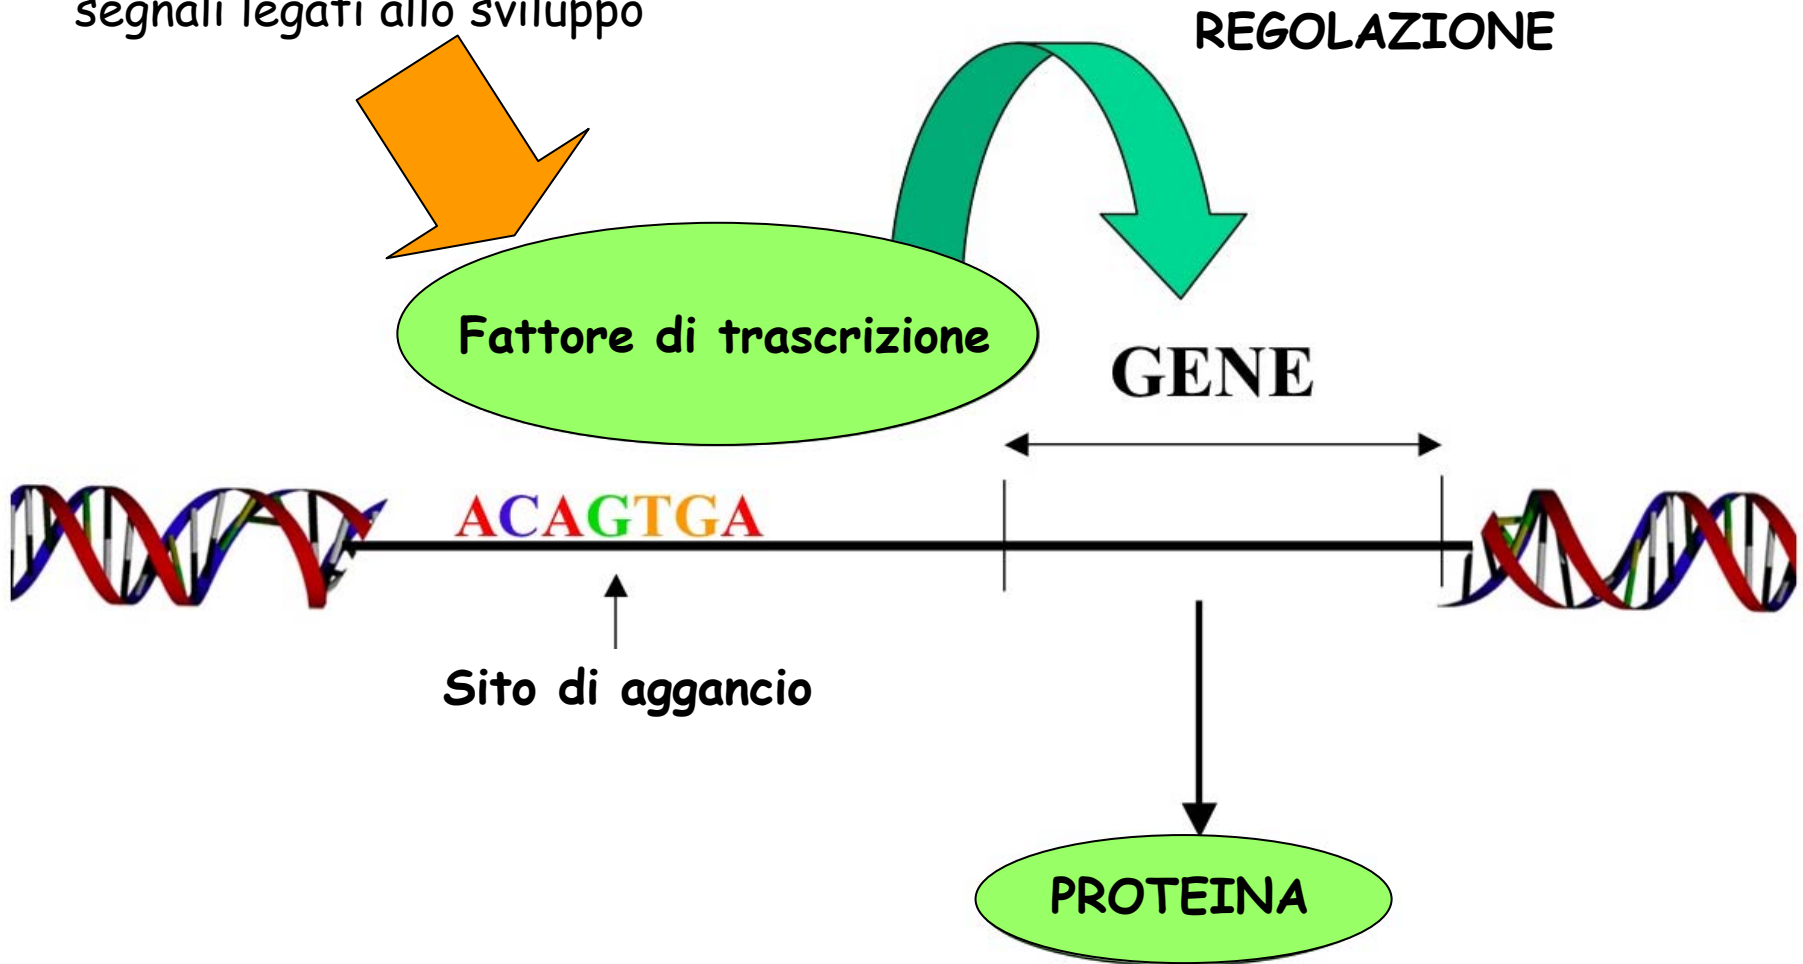 segnali legati allo sviluppo
REGOLAZIONE
Fattore di trascrizione
GENE
ACAGTGA
Sito di aggancio
PROTEINA